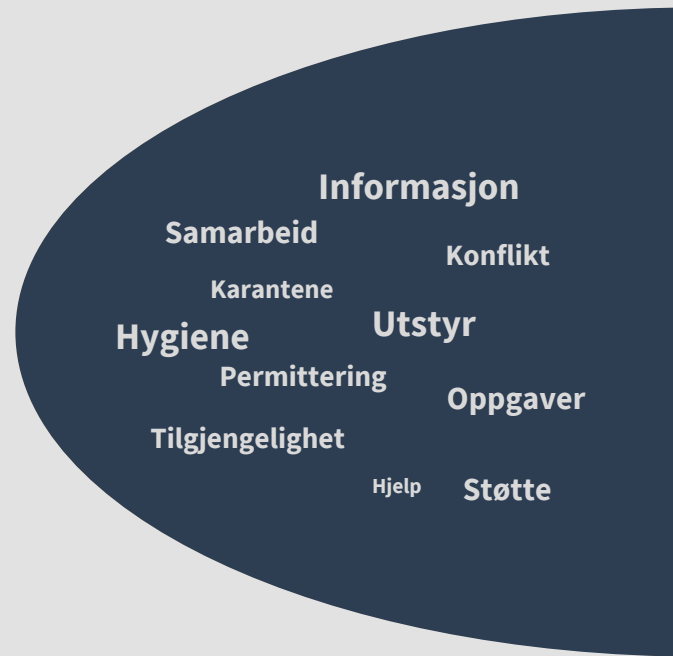 Informasjon
Samarbeid
Konflikt
Karantene
Utstyr
Hygiene
Permittering
Oppgaver
Tilgjengelighet
Hjelp
Støtte